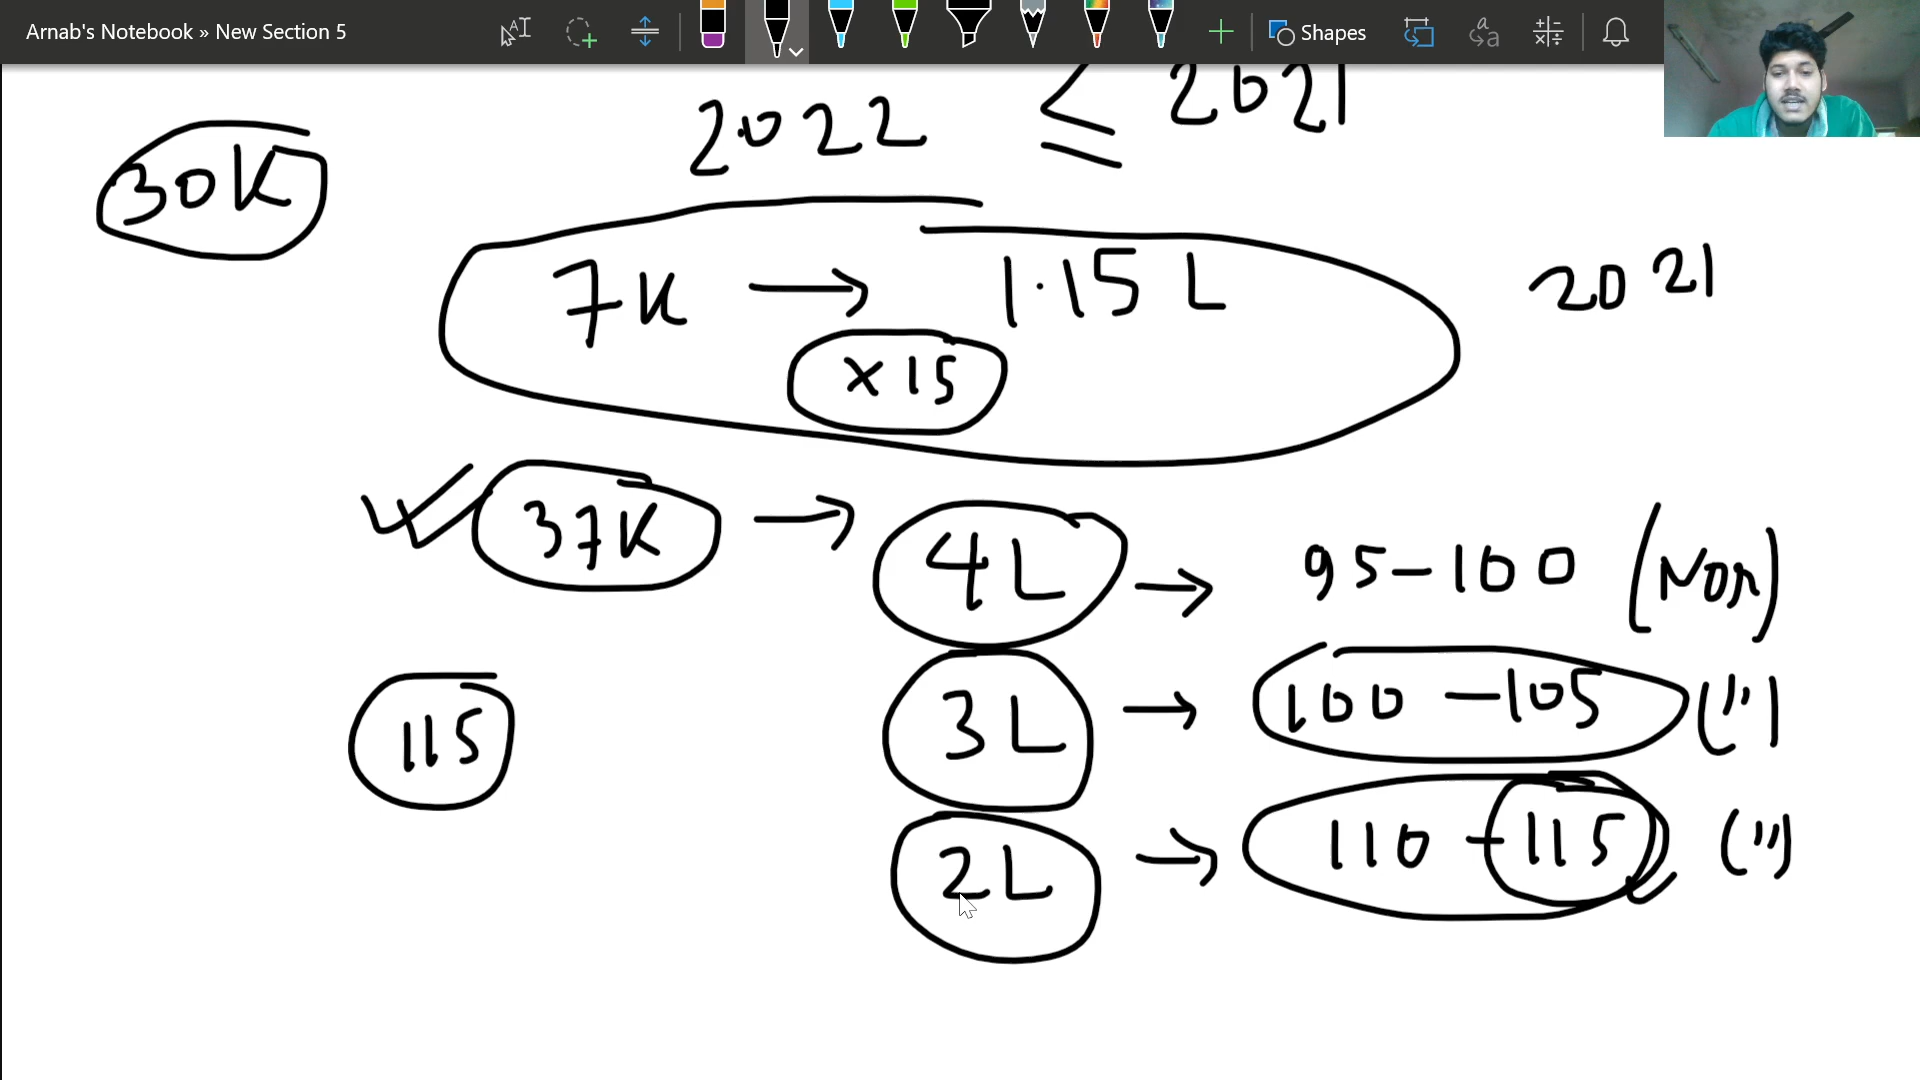 Arnab's Notebook » New Section 5
Shapes
2022 ≤ 2021
30K
7K → 1.15 L
2021
x 15
37K → 4L → 95-100 (Nor)
115
3L → 100-105 (")
2L → 110-115 (")